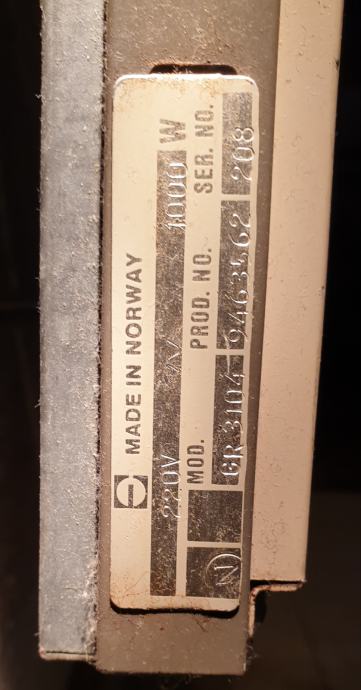 MADE IN NORWAY
220V 1000 W
MOD. PROD. NO. SER. NO.
GR 3104 9463562 208
N